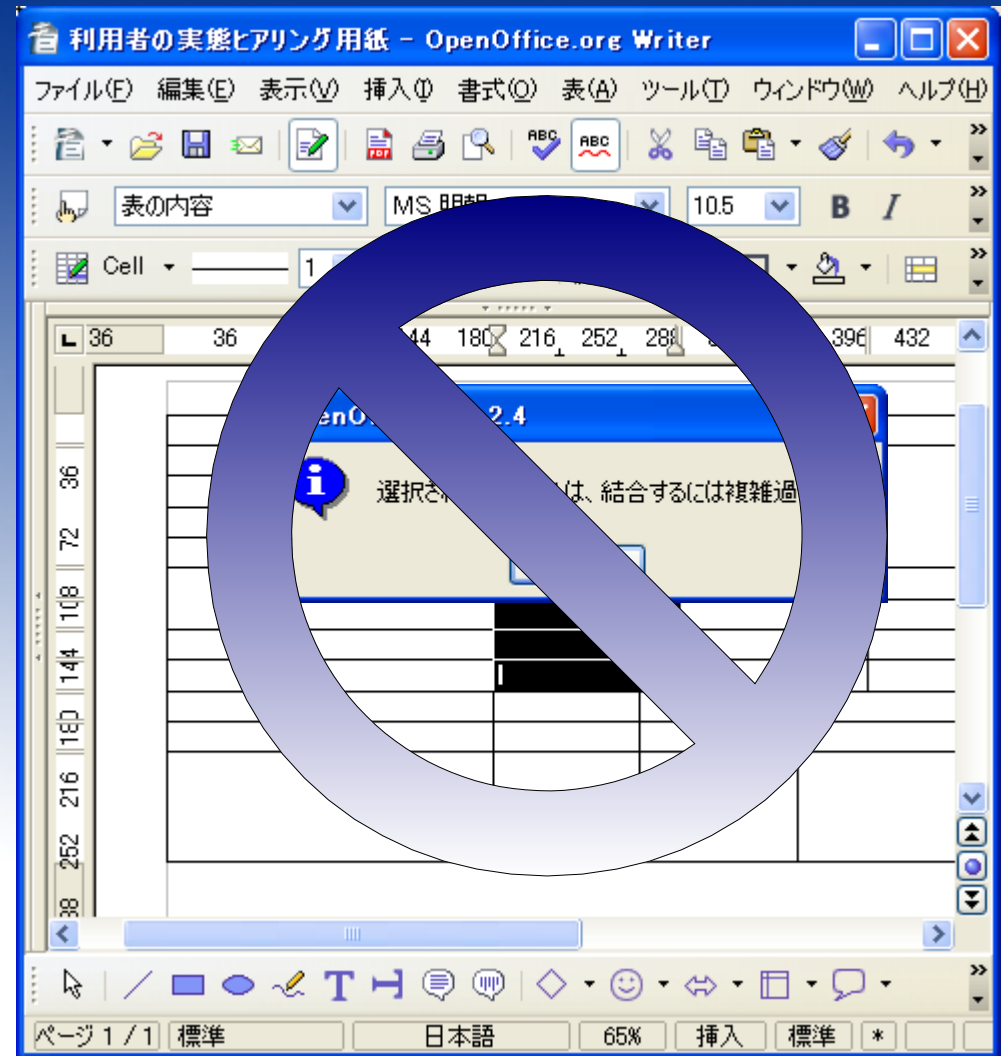 利用者の実態ヒアリング用紙 - OpenOffice.org Writer
ファイル(F) 編集(E) 表示(V) 挿入(I) 書式(O) 表(A) ツール(T) ウィンドウ(W) ヘルプ(H)
PDF ABC ABC
表の内容 MS 10.5 B I
Cell 1
36 36 44 180 216 252 288 396 432
2.4
選択さ は、結合するには複雑過
36
72
108
144
180
216
252
T
ページ 1 / 1 標準 日本語 65% 挿入 標準 *